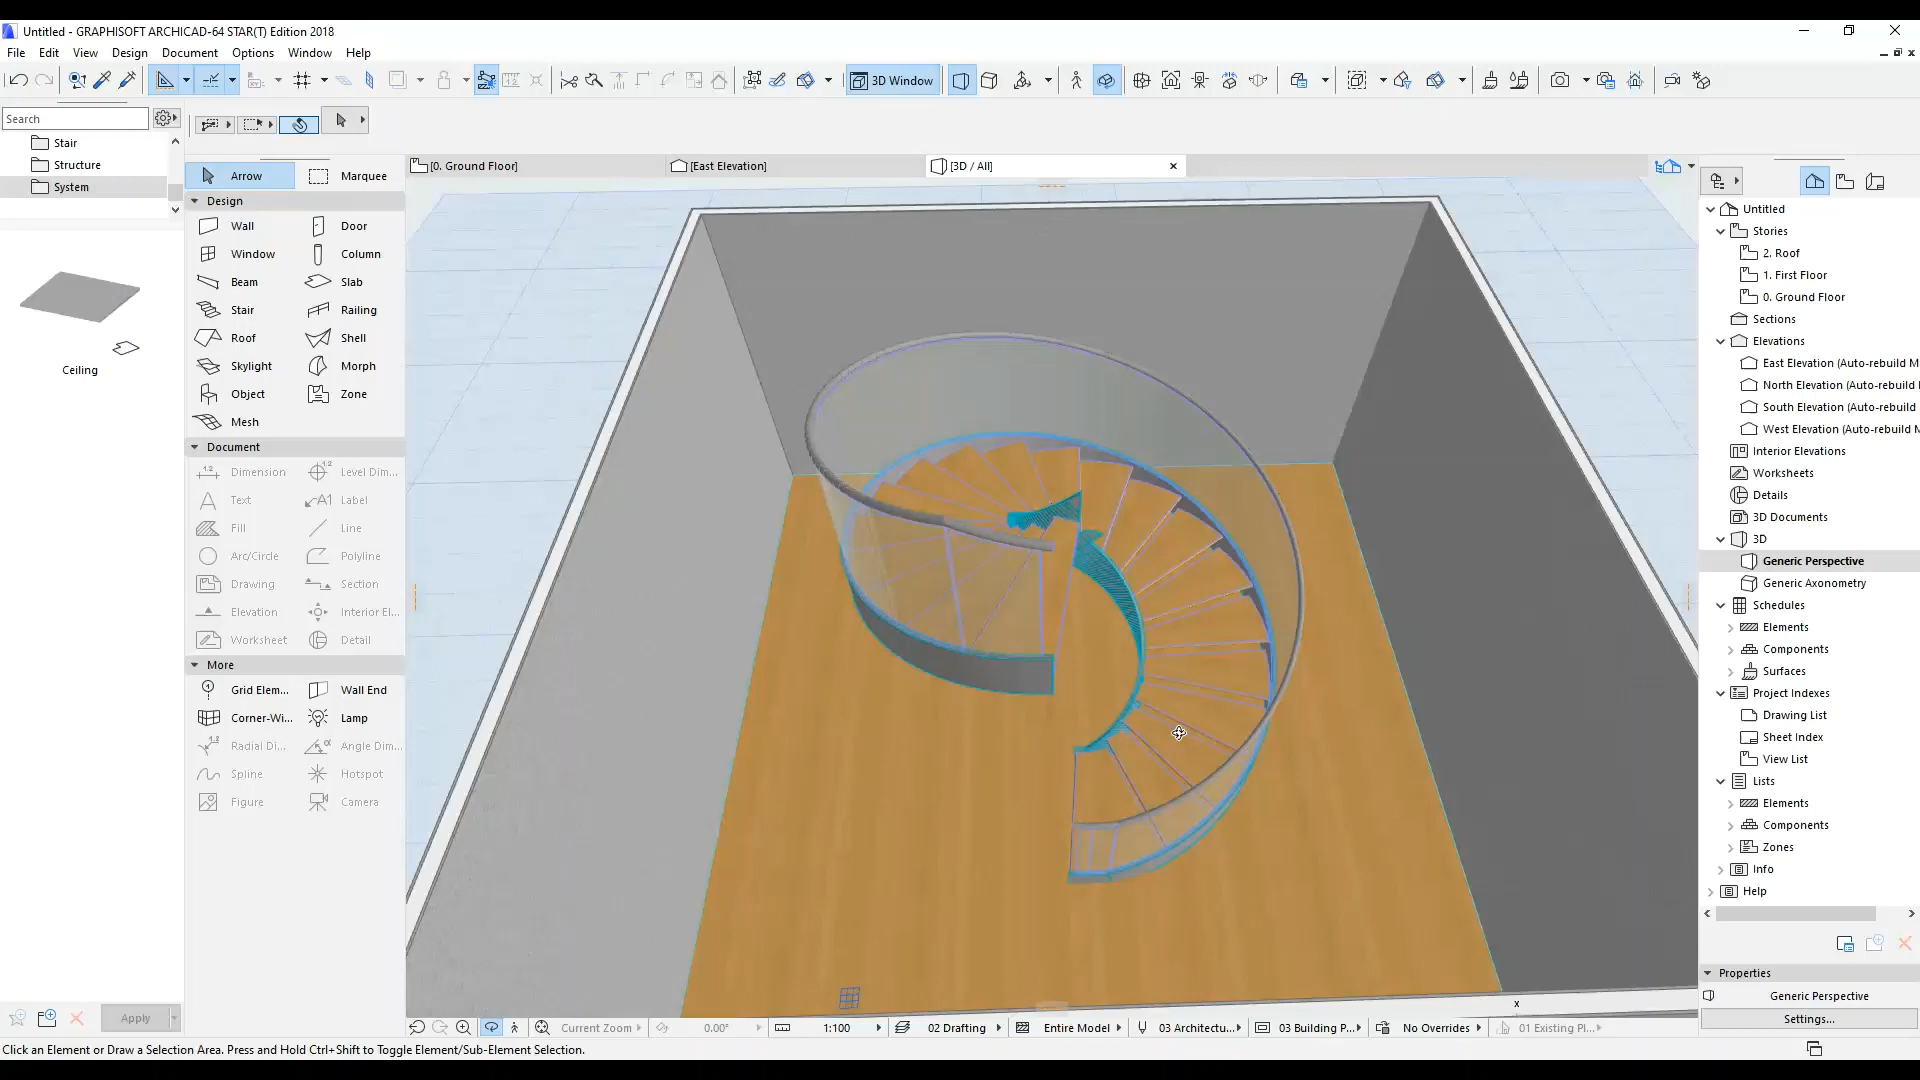 Untitled - GRAPHISOFT ARCHICAD-64 STAR(T) Edition 2018
File Edit View Design Document Options Window Help
3D Window
Search
Stair
Structure
System
Ceiling
Apply
Arrow Marquee
Design
Wall Door
Window Column
Beam Slab
Stair Railing
Roof Shell
Skylight Morph
Object Zone
Mesh
Document
Dimension Level Dim...
Text Label
Fill Line
Arc/Circle Polyline
Drawing Section
Elevation Interior El...
Worksheet Detail
More
Grid Elem... Wall End
Corner-Wi... Lamp
Radial Di... Angle Dim...
Spline Hotspot
Figure Camera
[0. Ground Floor] [East Elevation] [3D / All]
x
Untitled
Stories
2. Roof
1. First Floor
0. Ground Floor
Sections
Elevations
East Elevation (Auto-rebuild M
North Elevation (Auto-rebuild
South Elevation (Auto-rebuild
West Elevation (Auto-rebuild M
Interior Elevations
Worksheets
Details
3D Documents
3D
Generic Perspective
Generic Axonometry
Schedules
Elements
Components
Surfaces
Project Indexes
Drawing List
Sheet Index
View List
Lists
Elements
Components
Zones
Info
Help
Properties
Generic Perspective
Settings...
Current Zoom 0.00° 1:100 02 Drafting Entire Model 03 Architectu... 03 Building P... No Overrides 01 Existing Pl...
Click an Element or Draw a Selection Area. Press and Hold Ctrl+Shift to Toggle Element/Sub-Element Selection.